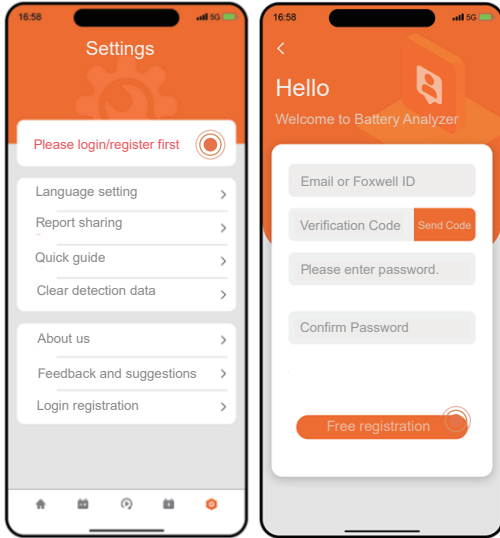 16:58
5G
Settings
Please login/register first
Language setting
Report sharing
Quick guide
Clear detection data
About us
Feedback and suggestions
Login registration
16:58
5G
Hello
Welcome to Battery Analyzer
Email or Foxwell ID
Verification Code
Send Code
Please enter password.
Confirm Password
Free registration